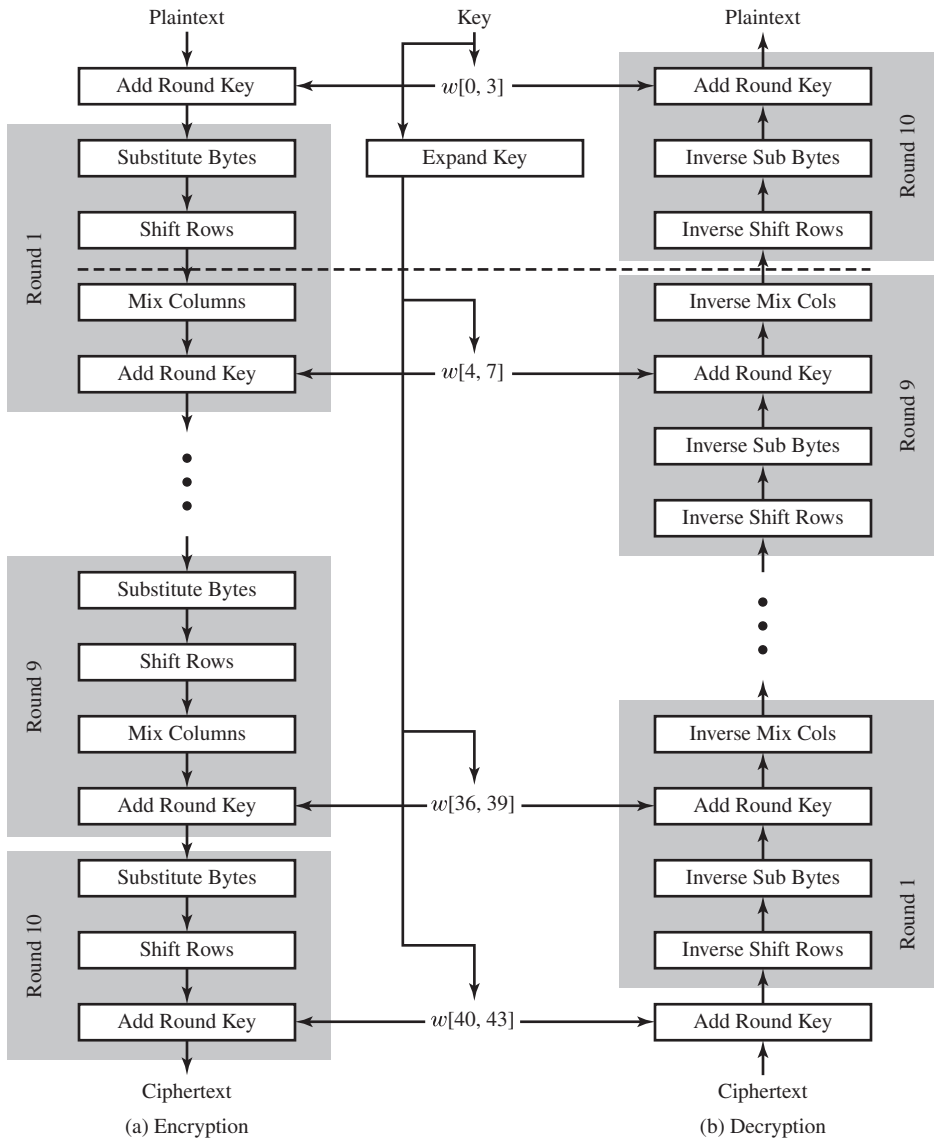 Plaintext
Add Round Key
Round 1
Substitute Bytes
Shift Rows
Mix Columns
Add Round Key
Round 9
Substitute Bytes
Shift Rows
Mix Columns
Add Round Key
Round 10
Substitute Bytes
Shift Rows
Add Round Key
Ciphertext
(a) Encryption
Key
w[0, 3]
Expand Key
w[4, 7]
w[36, 39]
w[40, 43]
Plaintext
Add Round Key
Inverse Sub Bytes
Inverse Shift Rows
Round 10
Inverse Mix Cols
Add Round Key
Inverse Sub Bytes
Inverse Shift Rows
Round 9
Inverse Mix Cols
Add Round Key
Inverse Sub Bytes
Inverse Shift Rows
Round 1
Add Round Key
Ciphertext
(b) Decryption